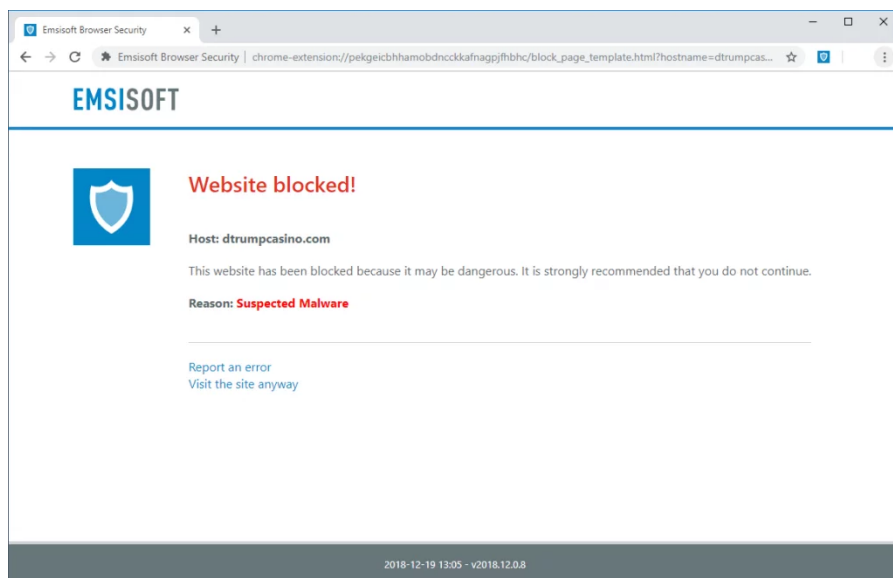 Emsisoft Browser Security
Emsisoft Browser Security | chrome-extension://pekgeicbhhamobdncckkafnagpjfhbhc/block_page_template.html?hostname=dtrumpcas...
EMSISOFT
Website blocked!
Host: dtrumpcasino.com
This website has been blocked because it may be dangerous. It is strongly recommended that you do not continue.
Reason: Suspected Malware
Report an error
Visit the site anyway
2018-12-19 13:05 - v2018.12.0.8